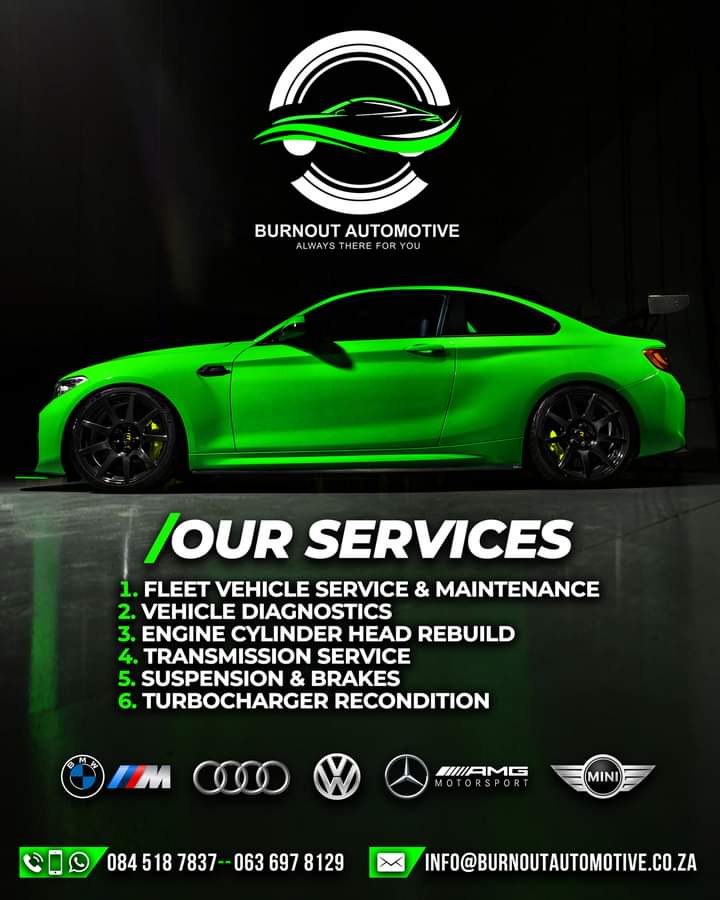 BURNOUT AUTOMOTIVE
ALWAYS THERE FOR YOU
/OUR SERVICES
1. FLEET VEHICLE SERVICE & MAINTENANCE
2. VEHICLE DIAGNOSTICS
3. ENGINE CYLINDER HEAD REBUILD
4. TRANSMISSION SERVICE
5. SUSPENSION & BRAKES
6. TURBOCHARGER RECONDITION
BMW M AMG MINI
MOTORSPORT
084 518 7837-- 063 697 8129 INFO@BURNOUTAUTOMOTIVE.CO.ZA